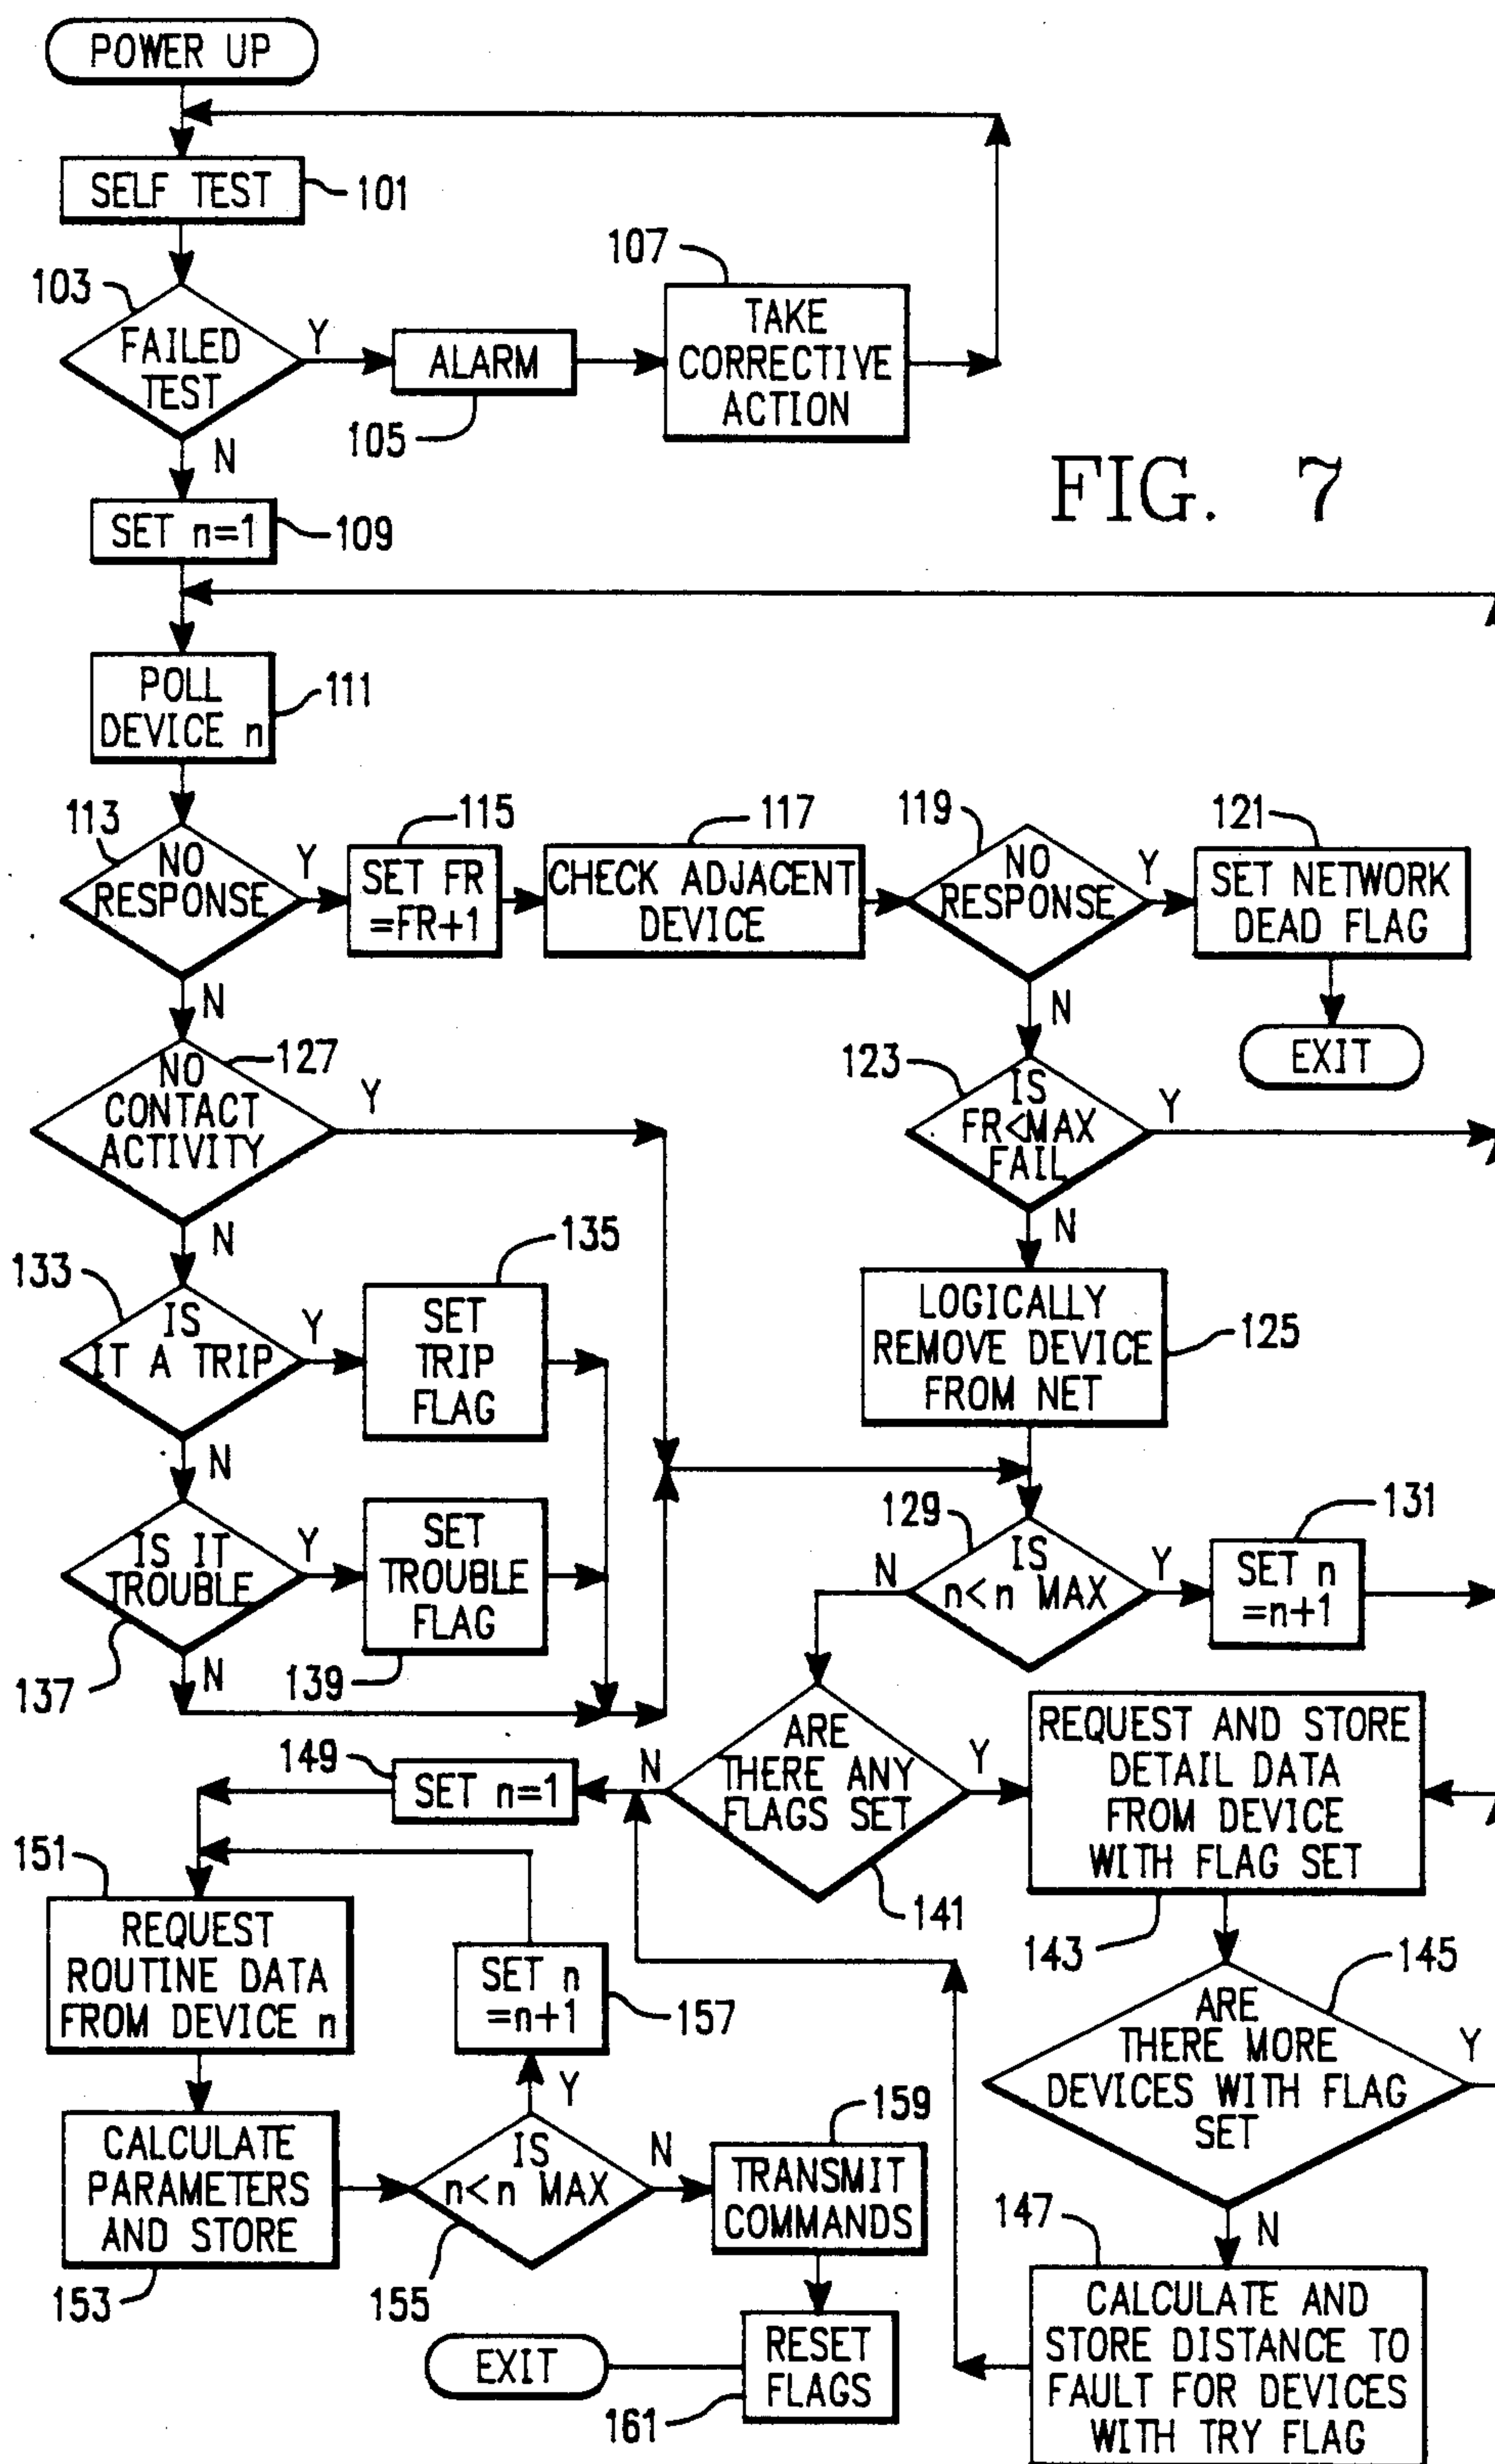 POWER UP
SELF TEST
101
103
FAILED
TEST
Y
N
ALARM
105
107
TAKE
CORRECTIVE
ACTION
FIG. 7
SET n=1
109
POLL
DEVICE n
111
113
NO
RESPONSE
Y
N
115
SET FR
=FR+1
117
CHECK ADJACENT
DEVICE
119
NO
RESPONSE
Y
N
121
SET NETWORK
DEAD FLAG
EXIT
127
NO
CONTACT
ACTIVITY
Y
N
123
IS
FR<MAX
FAIL
Y
N
133
IS
IT A TRIP
Y
N
135
SET
TRIP
FLAG
LOGICALLY
REMOVE DEVICE
FROM NET
125
137
IS IT
TROUBLE
Y
N
SET
TROUBLE
FLAG
139
129
IS
n<n MAX
N
Y
131
SET n
=n+1
ARE
THERE ANY
FLAGS SET
N
Y
141
REQUEST AND STORE
DETAIL DATA
FROM DEVICE
WITH FLAG SET
143
149
SET n=1
151
REQUEST
ROUTINE DATA
FROM DEVICE n
SET n
=n+1
157
145
ARE
THERE MORE
DEVICES WITH FLAG
SET
Y
N
CALCULATE
PARAMETERS
AND STORE
153
IS
n<n MAX
Y
N
155
159
TRANSMIT
COMMANDS
147
CALCULATE AND
STORE DISTANCE TO
FAULT FOR DEVICES
WITH TRY FLAG
EXIT
RESET
FLAGS
161